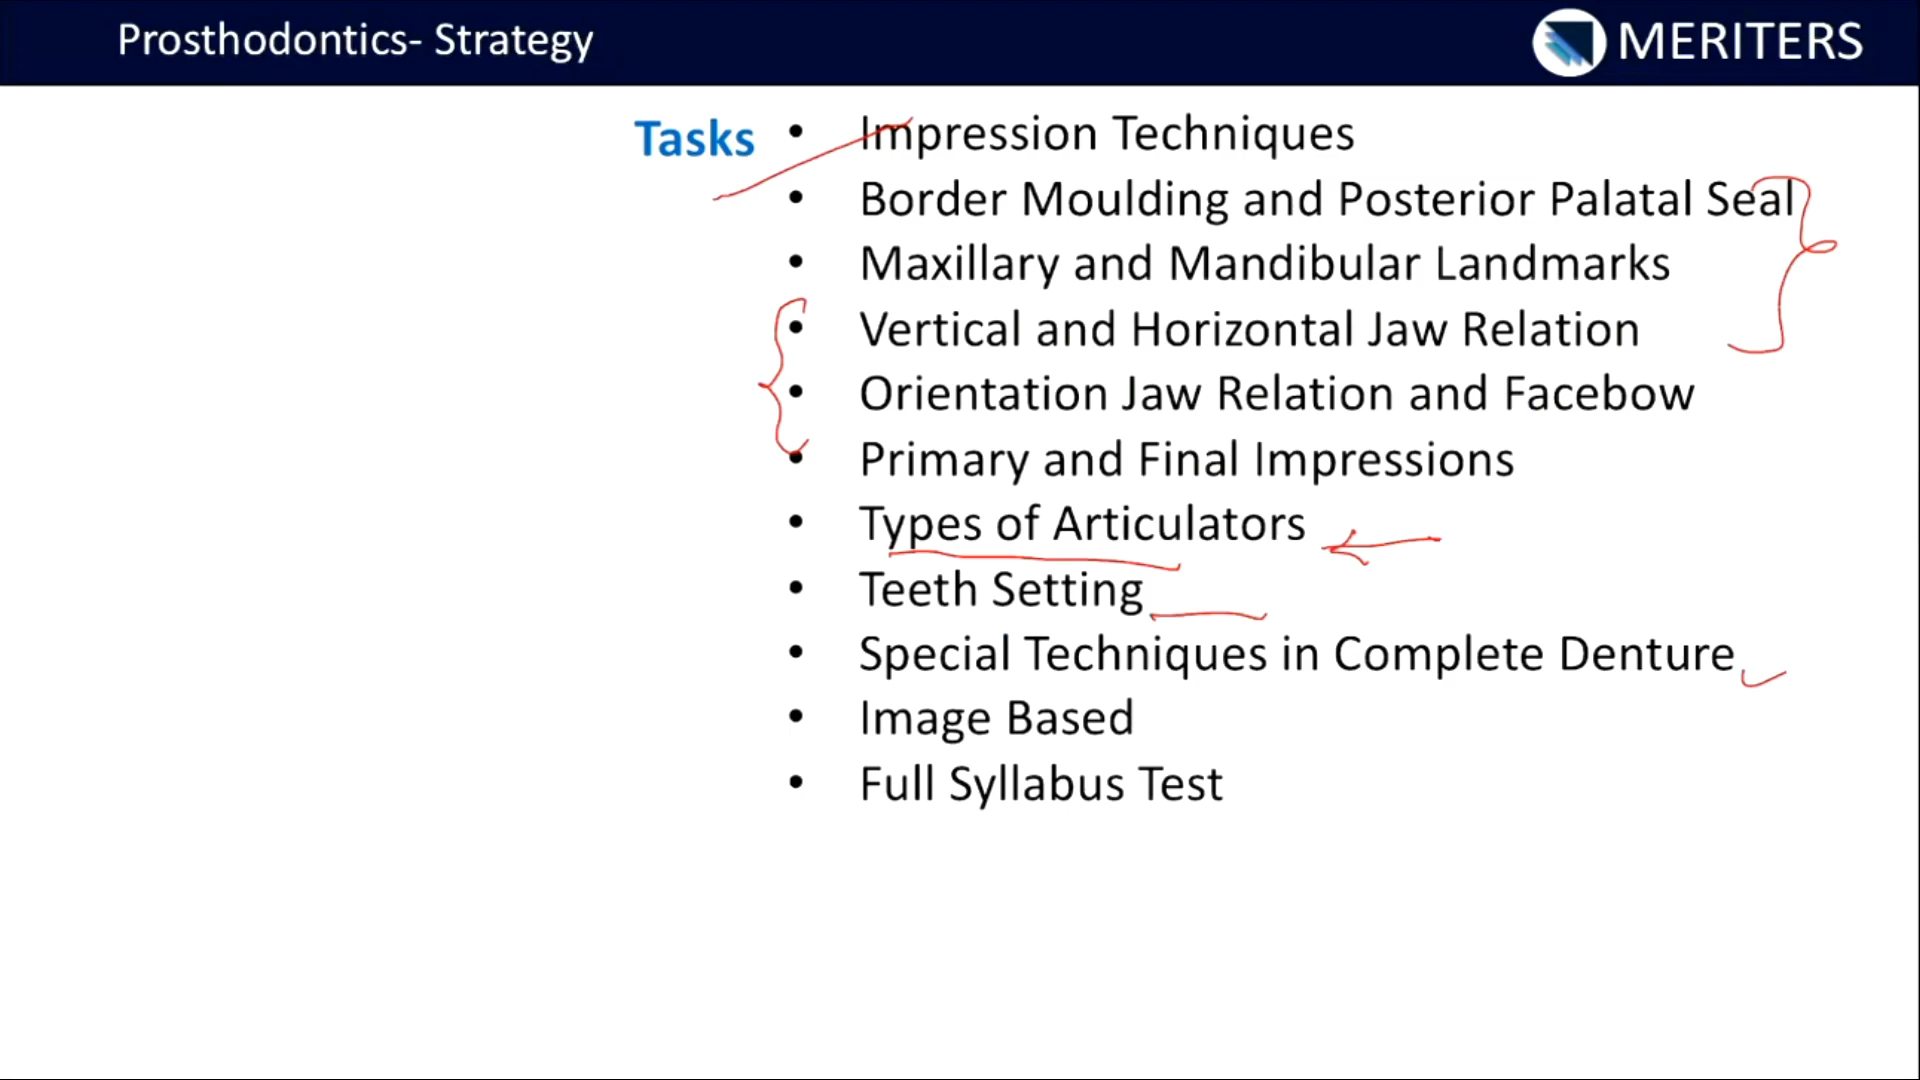 Prosthodontics- Strategy
MERITERS
Tasks
• Impression Techniques
• Border Moulding and Posterior Palatal Seal
• Maxillary and Mandibular Landmarks
• Vertical and Horizontal Jaw Relation
• Orientation Jaw Relation and Facebow
• Primary and Final Impressions
• Types of Articulators
• Teeth Setting
• Special Techniques in Complete Denture
• Image Based
• Full Syllabus Test